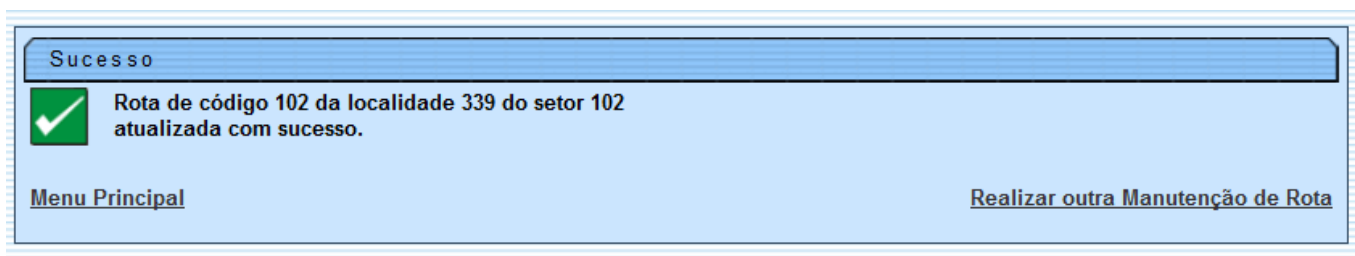 Sucesso
Rota de código 102 da localidade 339 do setor 102
atualizada com sucesso.
Menu Principal
Realizar outra Manutenção de Rota